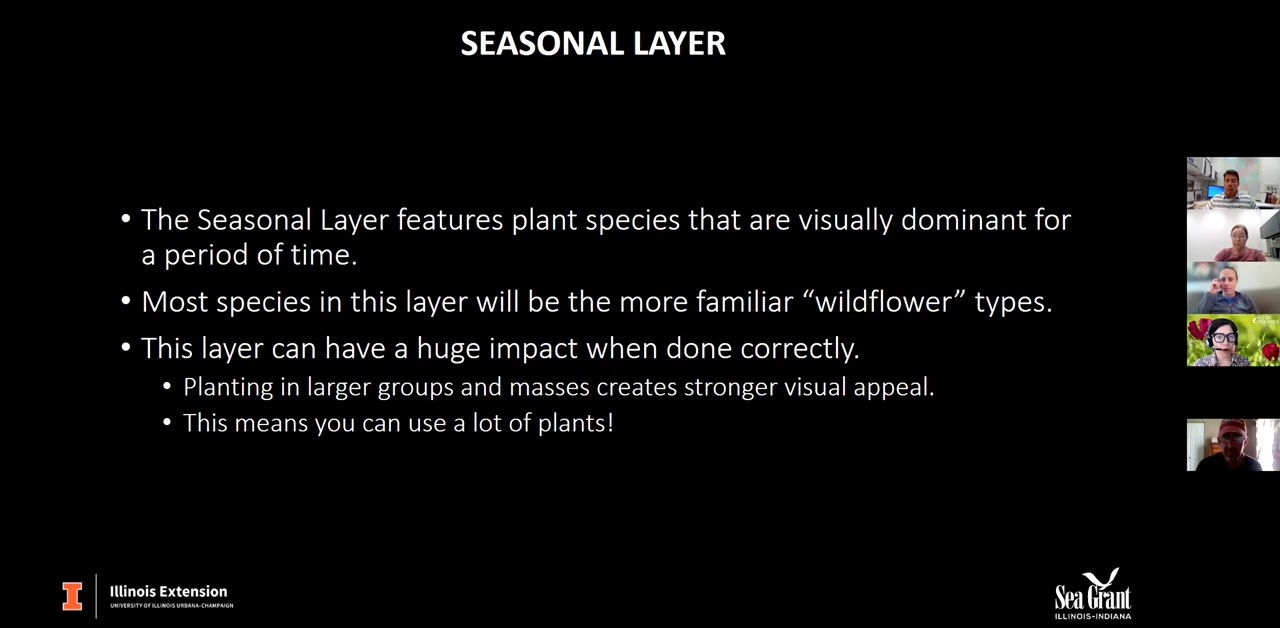 SEASONAL LAYER
• The Seasonal Layer features plant species that are visually dominant for
a period of time.
• Most species in this layer will be the more familiar “wildflower” types.
• This layer can have a huge impact when done correctly.
• Planting in larger groups and masses creates stronger visual appeal.
• This means you can use a lot of plants!
I
Illinois Extension
UNIVERSITY OF ILLINOIS URBANA-CHAMPAIGN
Sea Grant
ILLINOIS-INDIANA